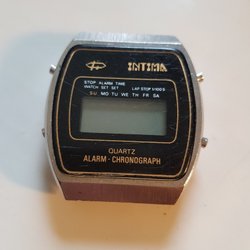 INTIMA
STOP ALARM TIME
WATCH SET SET LAP STOP 1/100 S
SU MO TU WE TH FR SA
QUARTZ
ALARM-CHRONOGRAPH